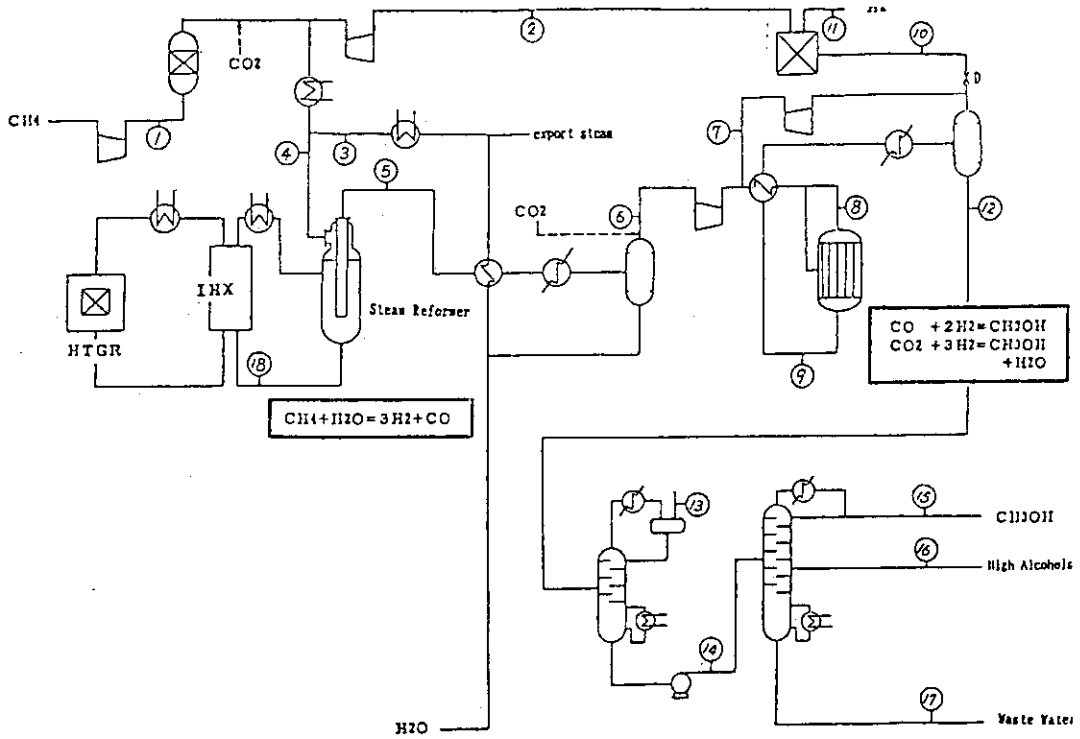 2
11
10
CO2
D
CH4
1
export steam
7
4
3
5
CO2
6
8
12
IHX
Steam Reformer
HTGR
CO + 2H2=CH3OH
CO2 + 3H2=CH3OH
+H2O
18
9
CH4+H2O=3H2+CO
13
15
CH3OH
16
High Alcohols
14
17
H2O
Waste Water